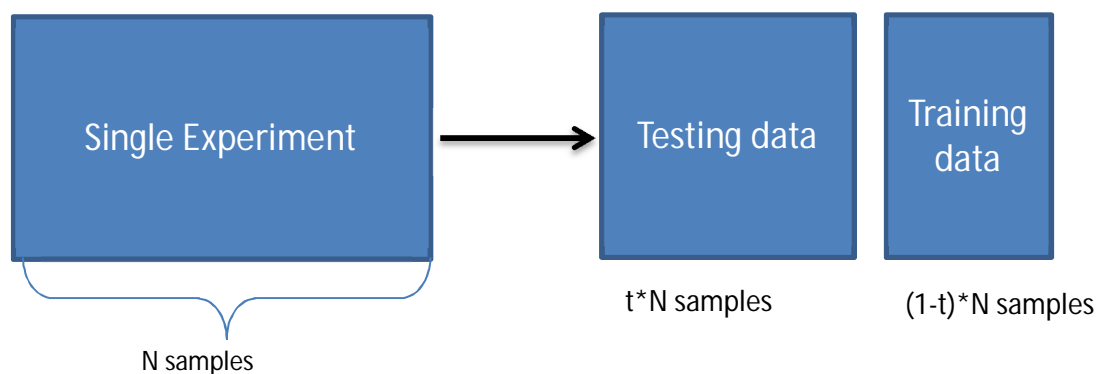 Single Experiment
Testing data
Training
data
t*N samples
(1-t)*N samples
N samples